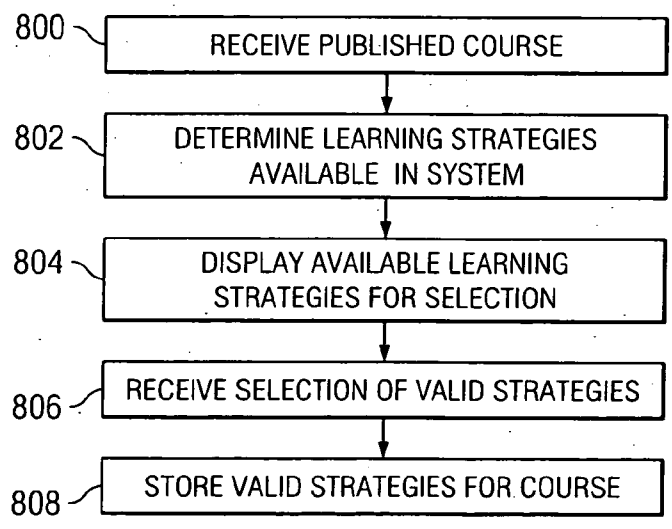 800
RECEIVE PUBLISHED COURSE
802
DETERMINE LEARNING STRATEGIES
AVAILABLE IN SYSTEM
804
DISPLAY AVAILABLE LEARNING
STRATEGIES FOR SELECTION
806
RECEIVE SELECTION OF VALID STRATEGIES
808
STORE VALID STRATEGIES FOR COURSE